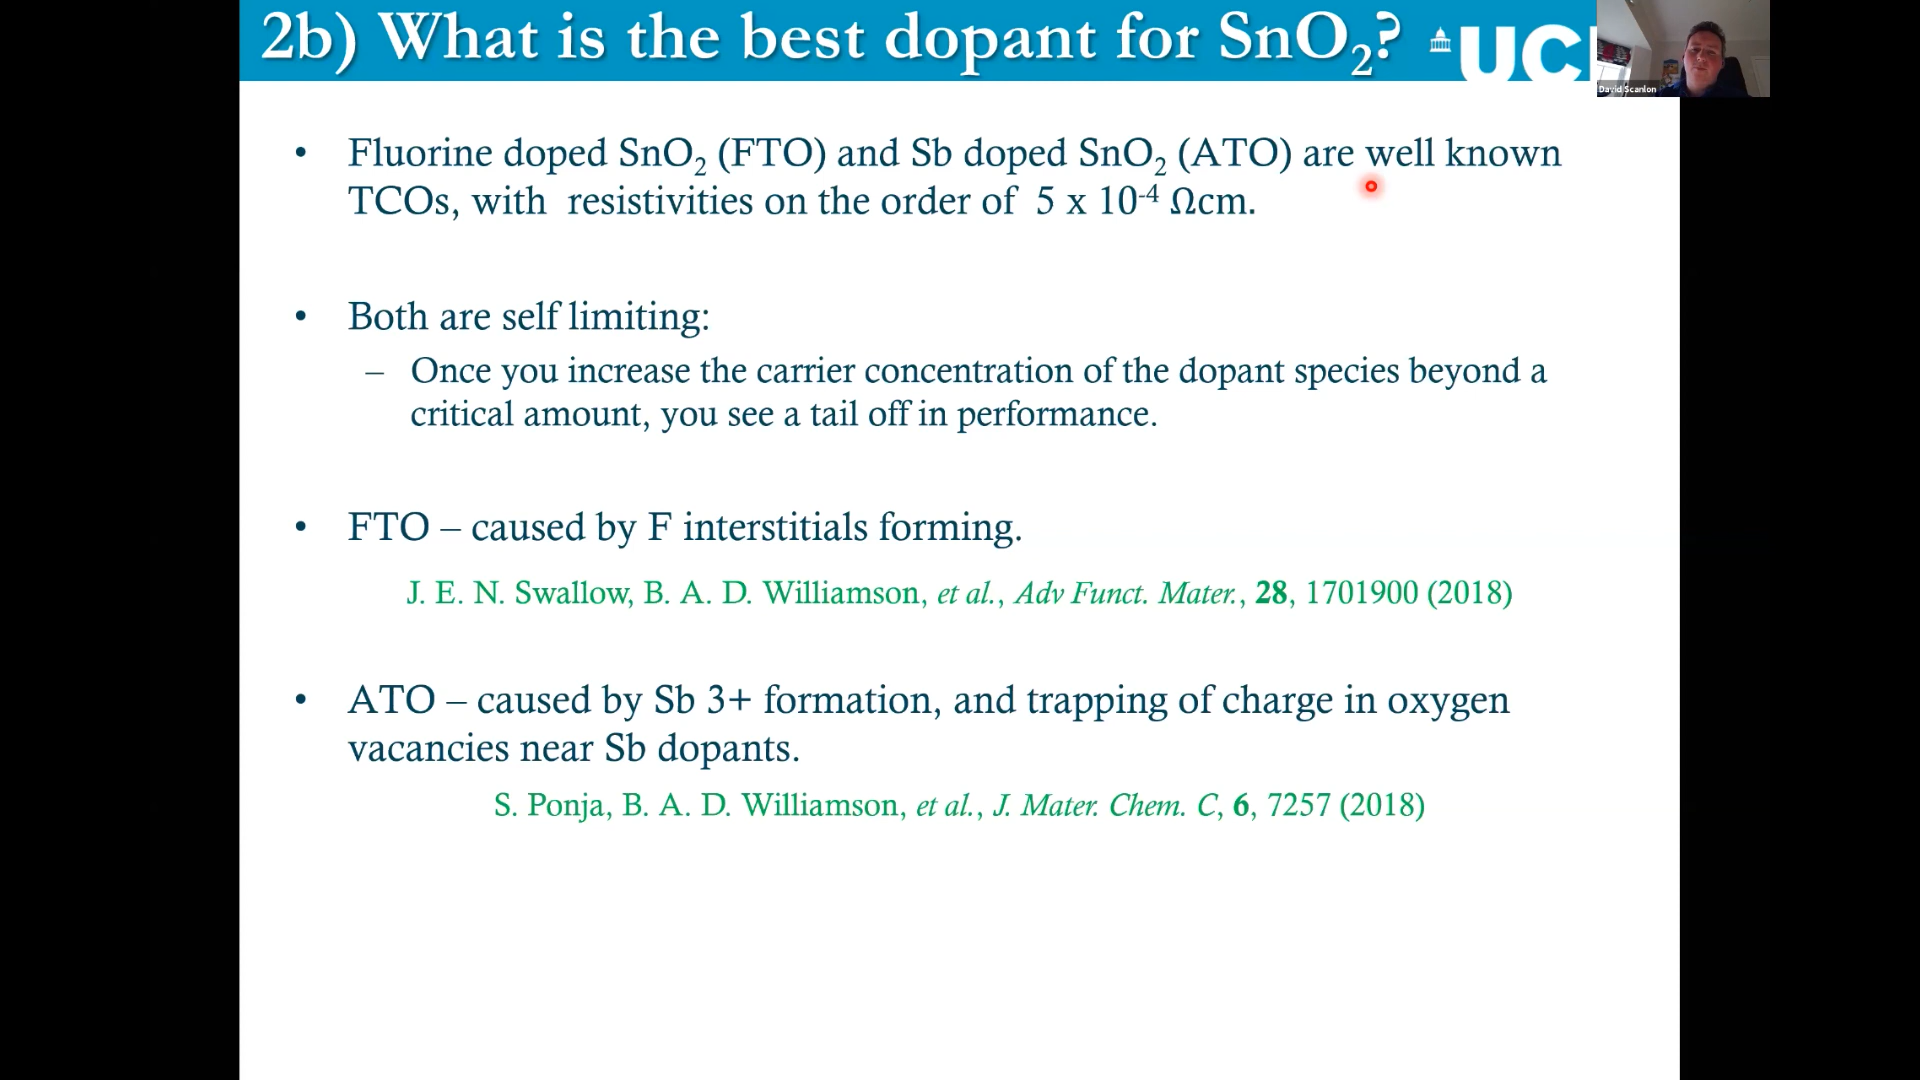 2b) What is the best dopant for SnO₂?
UC
David Scanlon
• Fluorine doped SnO₂ (FTO) and Sb doped SnO₂ (ATO) are well known
TCOs, with resistivities on the order of 5 x 10⁻⁴ Ωcm.
• Both are self limiting:
– Once you increase the carrier concentration of the dopant species beyond a
critical amount, you see a tail off in performance.
• FTO – caused by F interstitials forming.
J. E. N. Swallow, B. A. D. Williamson, et al., Adv Funct. Mater., 28, 1701900 (2018)
• ATO – caused by Sb 3+ formation, and trapping of charge in oxygen
vacancies near Sb dopants.
S. Ponja, B. A. D. Williamson, et al., J. Mater. Chem. C, 6, 7257 (2018)